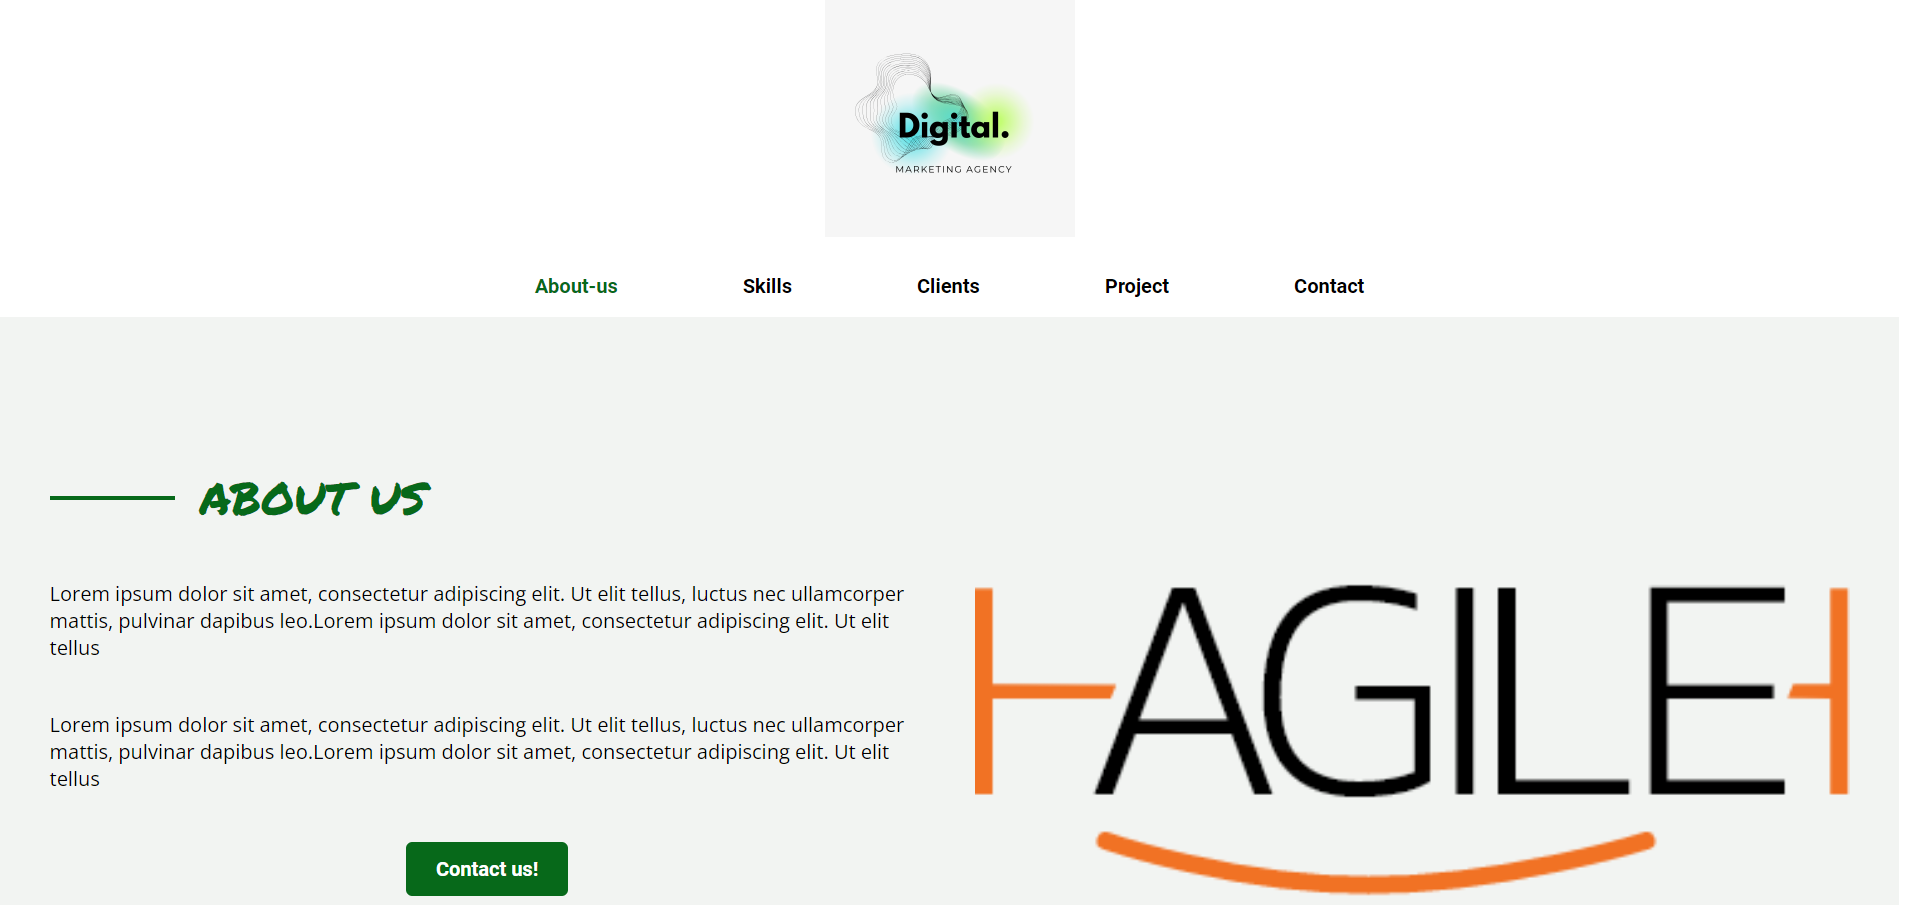 Digital.
MARKETING AGENCY
About-us
Skills
Clients
Project
Contact
ABOUT US
Lorem ipsum dolor sit amet, consectetur adipiscing elit. Ut elit tellus, luctus nec ullamcorper
mattis, pulvinar dapibus leo.Lorem ipsum dolor sit amet, consectetur adipiscing elit. Ut elit
tellus
Lorem ipsum dolor sit amet, consectetur adipiscing elit. Ut elit tellus, luctus nec ullamcorper
mattis, pulvinar dapibus leo.Lorem ipsum dolor sit amet, consectetur adipiscing elit. Ut elit
tellus
Contact us!
AGILE